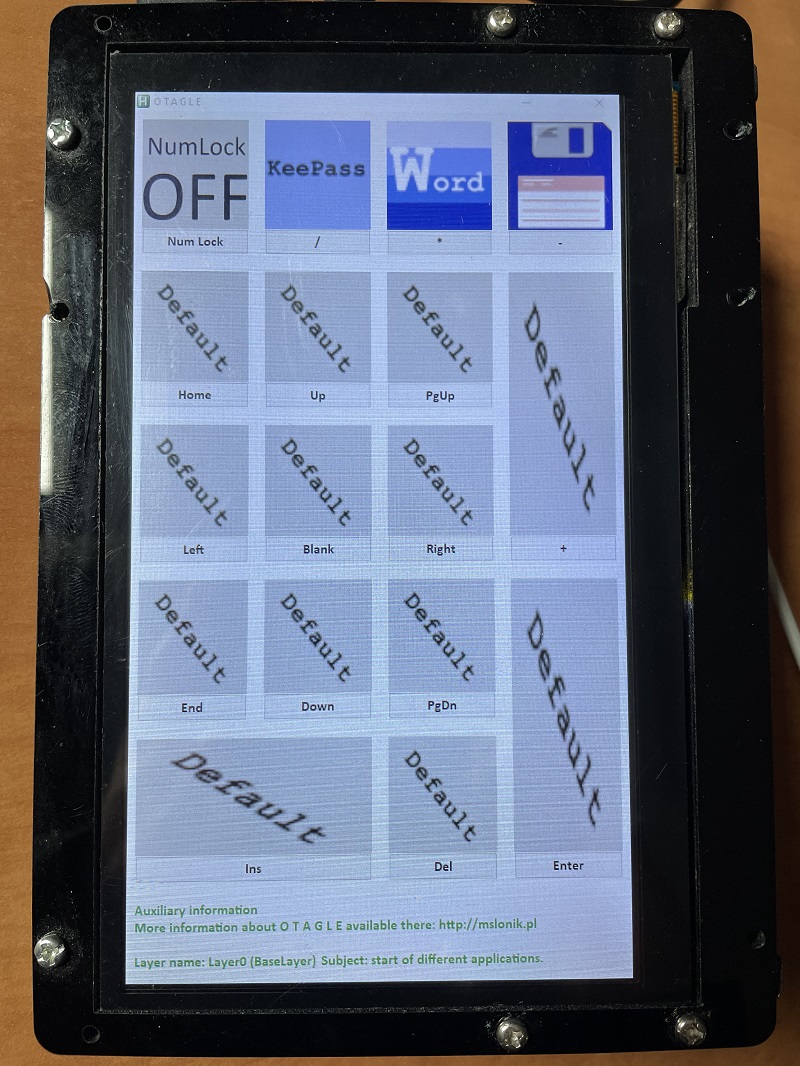 O T A G L E
NumLock
OFF
KeePass
Word
Num Lock
/
*
-
Default
Default
Default
Default
Home
Up
PgUp
Default
Default
Default
Left
Blank
Right
+
Default
Default
Default
Default
End
Down
PgDn
Default
Default
Ins
Del
Enter
Auxiliary information
More information about O T A G L E available there: http://mslonik.pl
Layer name: Layer0 (BaseLayer) Subject: start of different applications.